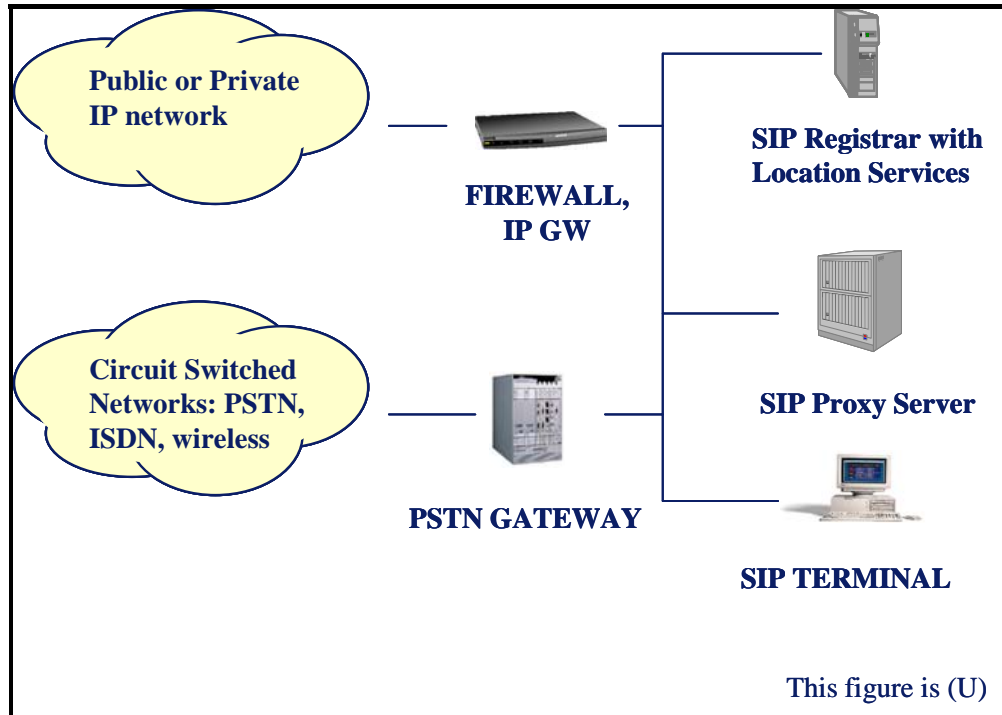 Public or Private
IP network
FIREWALL,
IP GW
SIP Registrar with
Location Services
Circuit Switched
Networks: PSTN,
ISDN, wireless
PSTN GATEWAY
SIP Proxy Server
SIP TERMINAL
This figure is (U)